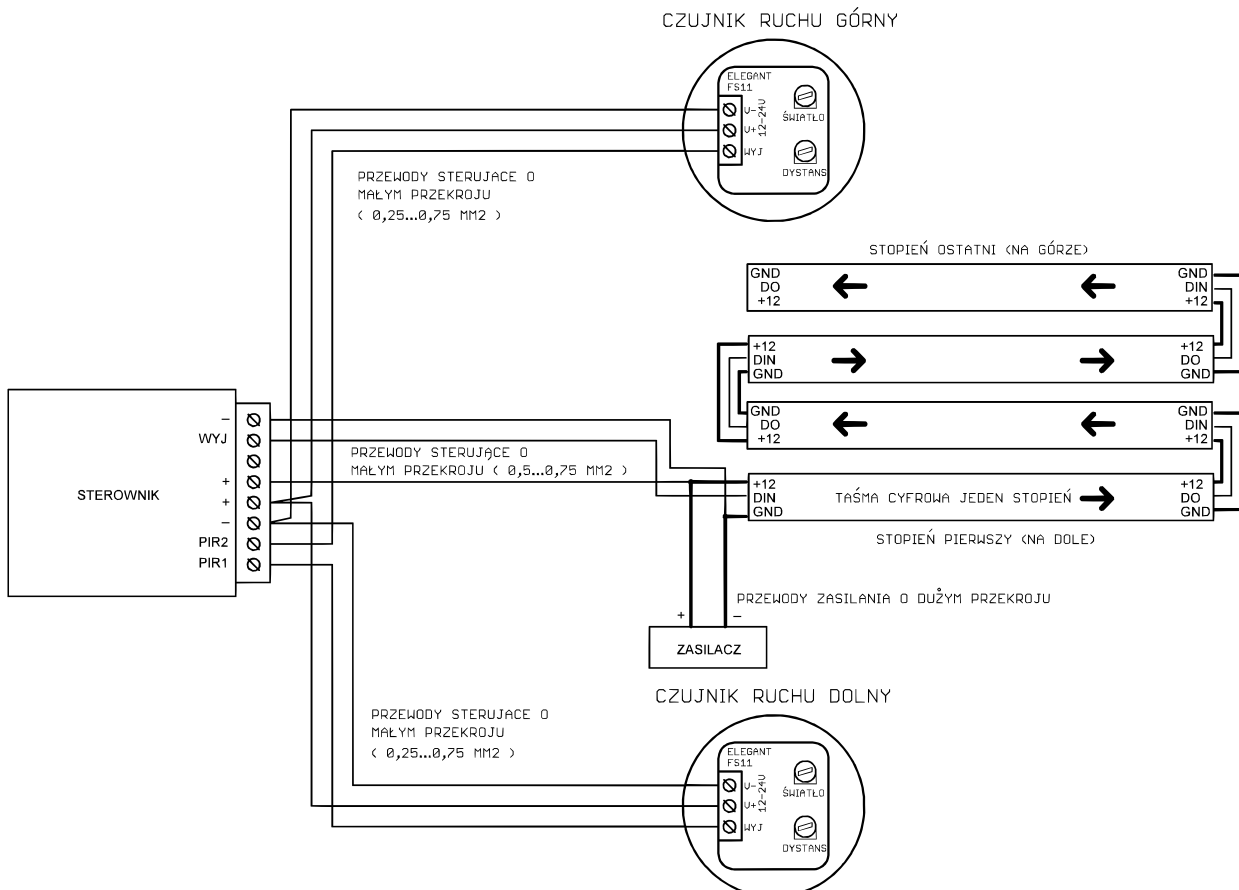 CZUJNIK RUCHU GÓRNY
ELEGANT
FS11
V-
V+
WYJ
12-24V
ŚWIATŁO
DYSTANS
PRZEWODY STERUJACE O
MAŁYM PRZEKROJU
( 0,25...0,75 MM2 )
STOPIEŃ OSTATNI (NA GÓRZE)
GND
DO
+12
GND
DIN
+12
+12
DIN
GND
+12
DO
GND
GND
DO
+12
GND
DIN
+12
+12
DIN
GND
TAŚMA CYFROWA JEDEN STOPIEŃ
+12
DO
GND
STOPIEŃ PIERWSZY (NA DOLE)
STEROWNIK
–
WYJ
+
+
–
PIR2
PIR1
PRZEWODY STERUJĄCE O
MAŁYM PRZEKROJU ( 0,5...0,75 MM2 )
PRZEWODY ZASILANIA O DUŻYM PRZEKROJU
+
–
ZASILACZ
CZUJNIK RUCHU DOLNY
PRZEWODY STERUJACE O
MAŁYM PRZEKROJU
( 0,25...0,75 MM2 )
ELEGANT
FS11
V-
V+
WYJ
12-24V
ŚWIATŁO
DYSTANS